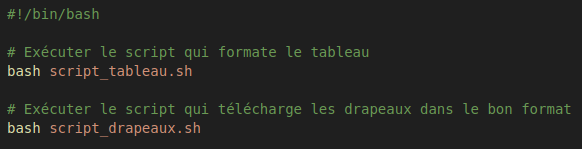 #!/bin/bash
# Exécuter le script qui formate le tableau
bash script_tableau.sh
# Exécuter le script qui télécharge les drapeaux dans le bon format
bash script_drapeaux.sh